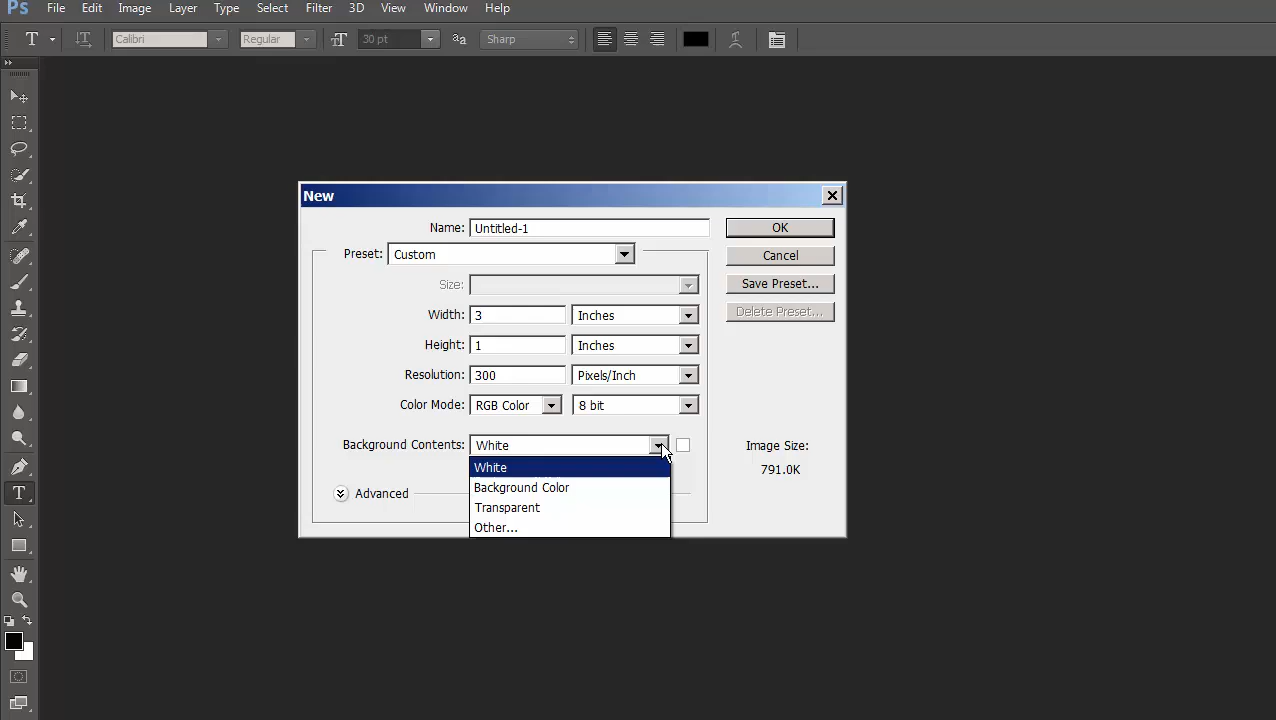 Ps File Edit Image Layer Type Select Filter 3D View Window Help
T T Calibri Regular T 30 pt aa Sharp
New
Name: Untitled-1 OK
Preset: Custom Cancel
Size: Save Preset...
Width: 3 Inches Delete Preset...
Height: 1 Inches
Resolution: 300 Pixels/Inch
Color Mode: RGB Color 8 bit
Background Contents: White Image Size:
White 791.0K
Background Color
Advanced
T
Transparent
Other...